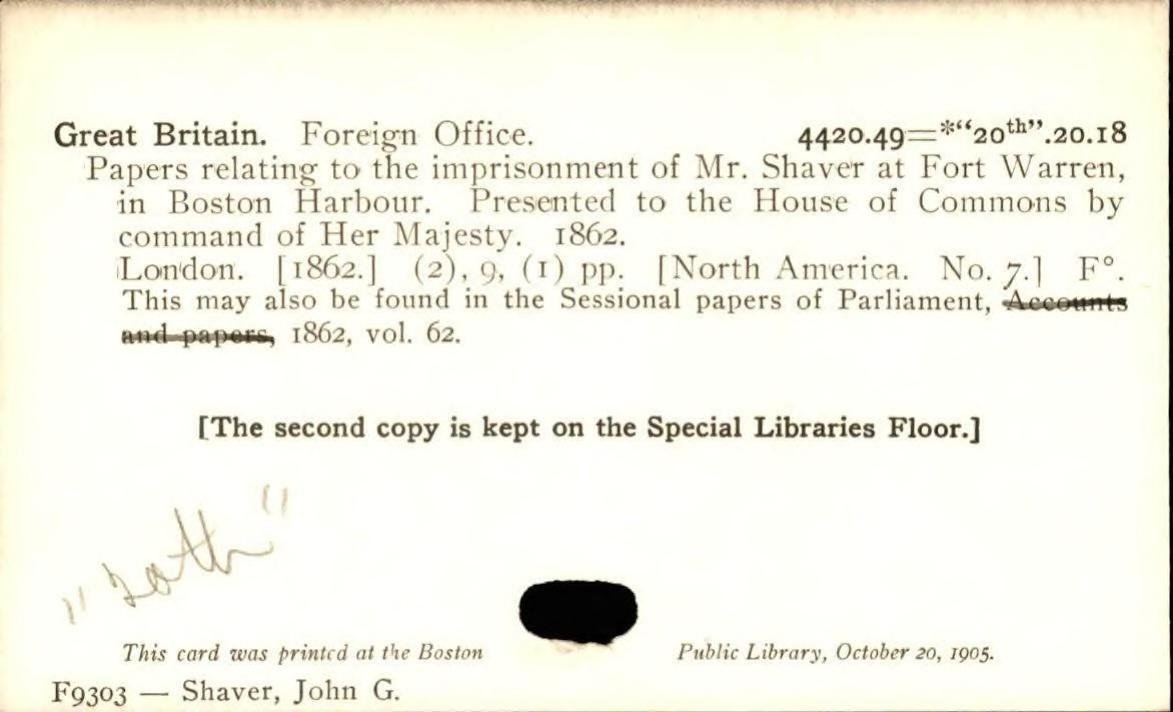 Great Britain. Foreign Office. 4420.49=*“20th”.20.18
Papers relating to the imprisonment of Mr. Shaver at Fort Warren,
in Boston Harbour. Presented to the House of Commons by
command of Her Majesty. 1862.
London. [1862.] (2), 9, (1) pp. [North America. No. 7.] F°.
This may also be found in the Sessional papers of Parliament, Accounts
and papers, 1862, vol. 62.
[The second copy is kept on the Special Libraries Floor.]
"20th"
This card was printed at the Boston Public Library, October 20, 1905.
F9303 — Shaver, John G.